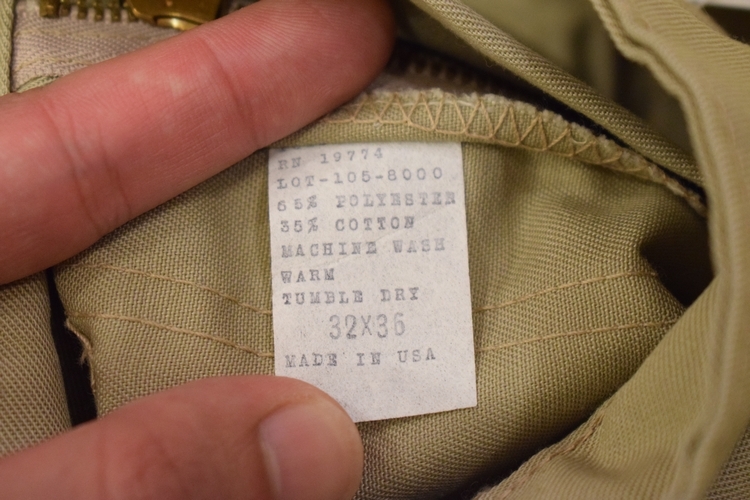 RN 19774
LOT-105-8000
65% POLYESTER
35% COTTON
MACHINE WASH
WARM
TUMBLE DRY
32X36
MADE IN USA